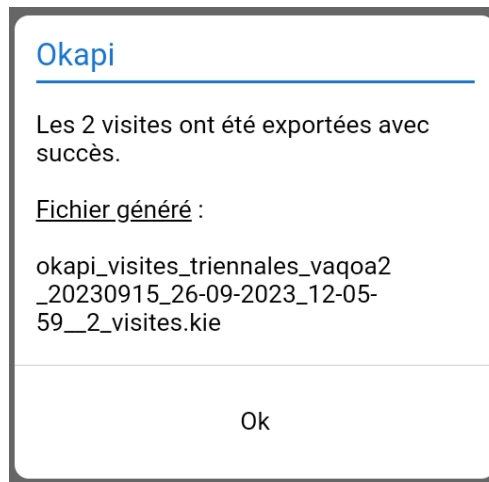 Okapi
Les 2 visites ont été exportées avec
succès.
Fichier généré :
okapi_visites_triennales_vaqoa2
_20230915_26-09-2023_12-05-
59__2_visites.kie
Ok